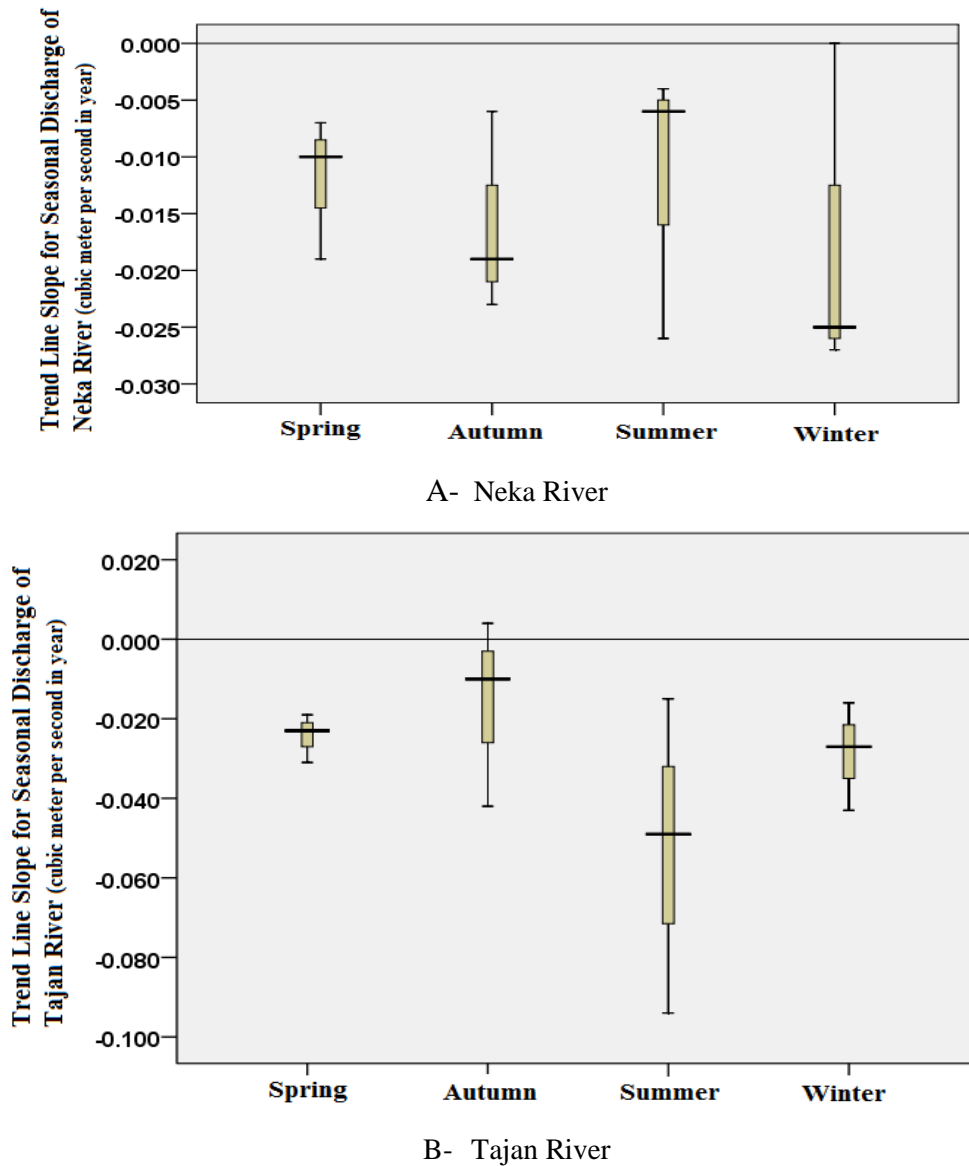 Trend Line Slope for Seasonal Discharge of
Neka River (cubic meter per second in year)
0.000
-0.005
-0.010
-0.015
-0.020
-0.025
-0.030
Spring Autumn Summer Winter
A- Neka River
Trend Line Slope for Seasonal Discharge of
Tajan River (cubic meter per second in year)
0.020
0.000
-0.020
-0.040
-0.060
-0.080
-0.100
Spring Autumn Summer Winter
B- Tajan River